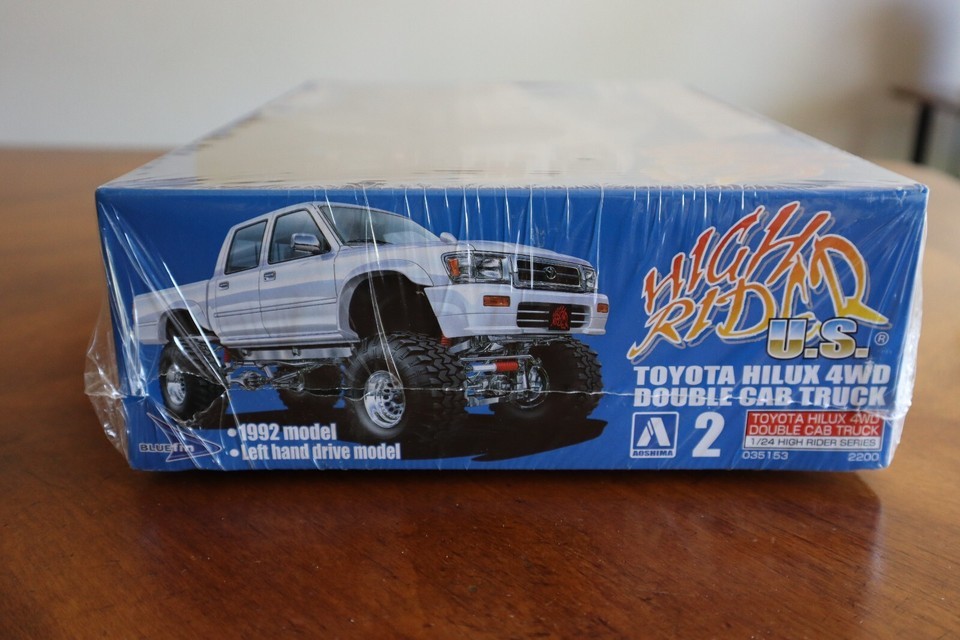 HIGH
RIDER
U.S.®
TOYOTA HILUX 4WD
DOUBLE CAB TRUCK
BLUEfin
•1992 model
•Left hand drive model
AOSHIMA
2
TOYOTA HILUX 4WD
DOUBLE CAB TRUCK
1/24 HIGH RIDER SERIES
035153 2200